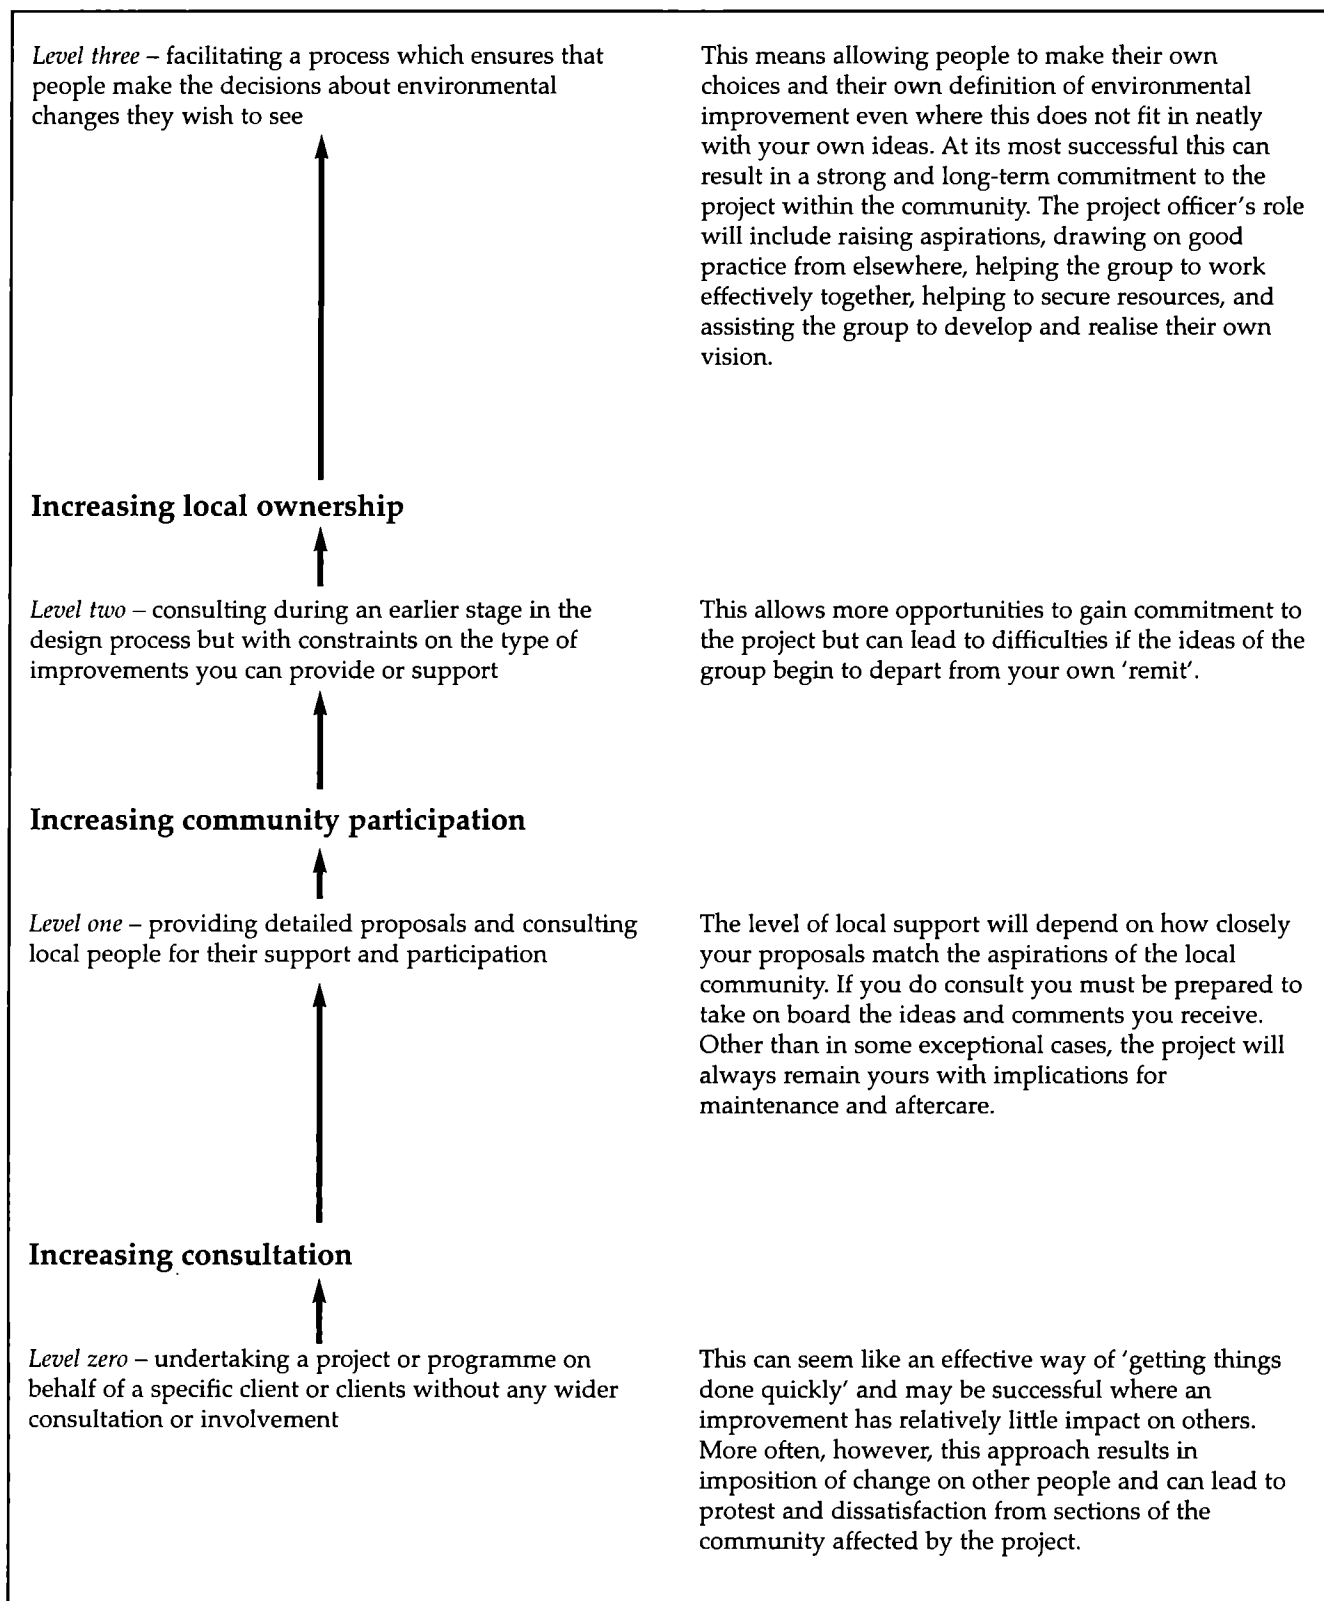 Level three – facilitating a process which ensures that
people make the decisions about environmental
changes they wish to see
This means allowing people to make their own
choices and their own definition of environmental
improvement even where this does not fit in neatly
with your own ideas. At its most successful this can
result in a strong and long-term commitment to the
project within the community. The project officer's role
will include raising aspirations, drawing on good
practice from elsewhere, helping the group to work
effectively together, helping to secure resources, and
assisting the group to develop and realise their own
vision.
Increasing local ownership
Level two – consulting during an earlier stage in the
design process but with constraints on the type of
improvements you can provide or support
This allows more opportunities to gain commitment to
the project but can lead to difficulties if the ideas of the
group begin to depart from your own 'remit'.
Increasing community participation
Level one – providing detailed proposals and consulting
local people for their support and participation
The level of local support will depend on how closely
your proposals match the aspirations of the local
community. If you do consult you must be prepared to
take on board the ideas and comments you receive.
Other than in some exceptional cases, the project will
always remain yours with implications for
maintenance and aftercare.
Increasing consultation
Level zero – undertaking a project or programme on
behalf of a specific client or clients without any wider
consultation or involvement
This can seem like an effective way of 'getting things
done quickly' and may be successful where an
improvement has relatively little impact on others.
More often, however, this approach results in
imposition of change on other people and can lead to
protest and dissatisfaction from sections of the
community affected by the project.